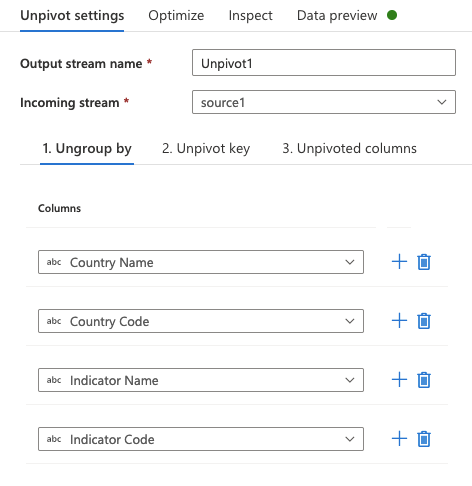 Unpivot settings Optimize Inspect Data preview
Output stream name * Unpivot1
Incoming stream * source1
1. Ungroup by 2. Unpivot key 3. Unpivoted columns
Columns
abc Country Name
abc Country Code
abc Indicator Name
abc Indicator Code